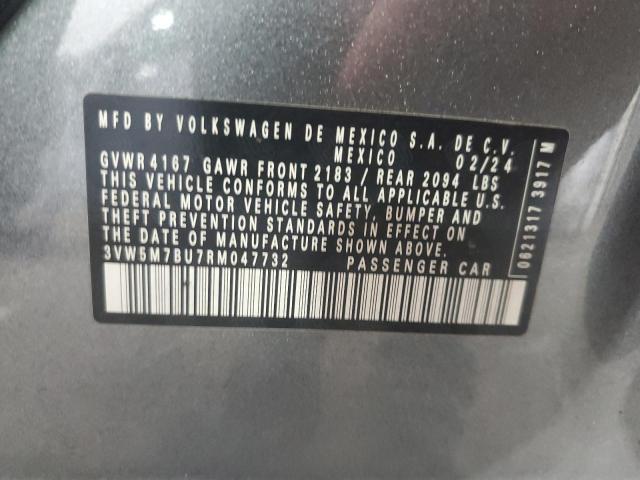 MFD BY VOLKSWAGEN DE MEXICO S.A. DE C.V.
MEXICO 02/24
GVWR 4167 GAWR FRONT 2183 / REAR 2094 LBS
THIS VEHICLE CONFORMS TO ALL APPLICABLE U.S.
FEDERAL MOTOR VEHICLE SAFETY, BUMPER AND
THEFT PREVENTION STANDARDS IN EFFECT ON
THE DATE OF MANUFACTURE SHOWN ABOVE.
3VW5M7BU7RM047732 PASSENGER CAR
0621317 3917 M